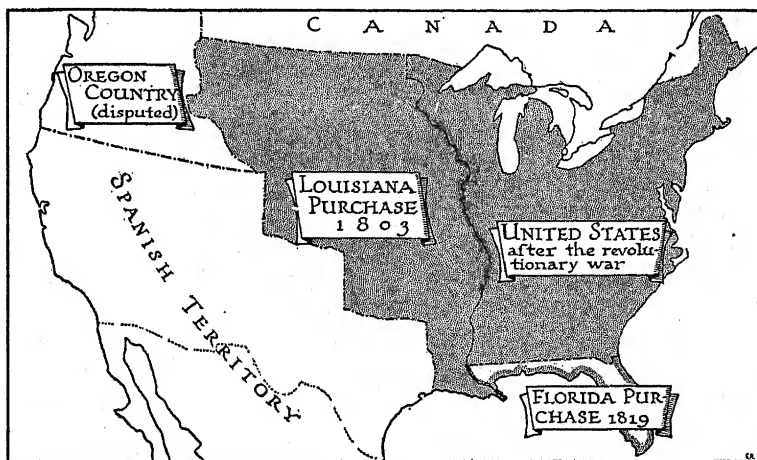 CANADA
OREGON
COUNTRY
(disputed)
LOUISIANA
PURCHASE
1803
UNITED STATES
after the revolu-
tionary war
SPANISH TERRITORY
FLORIDA PUR-
CHASE 1819